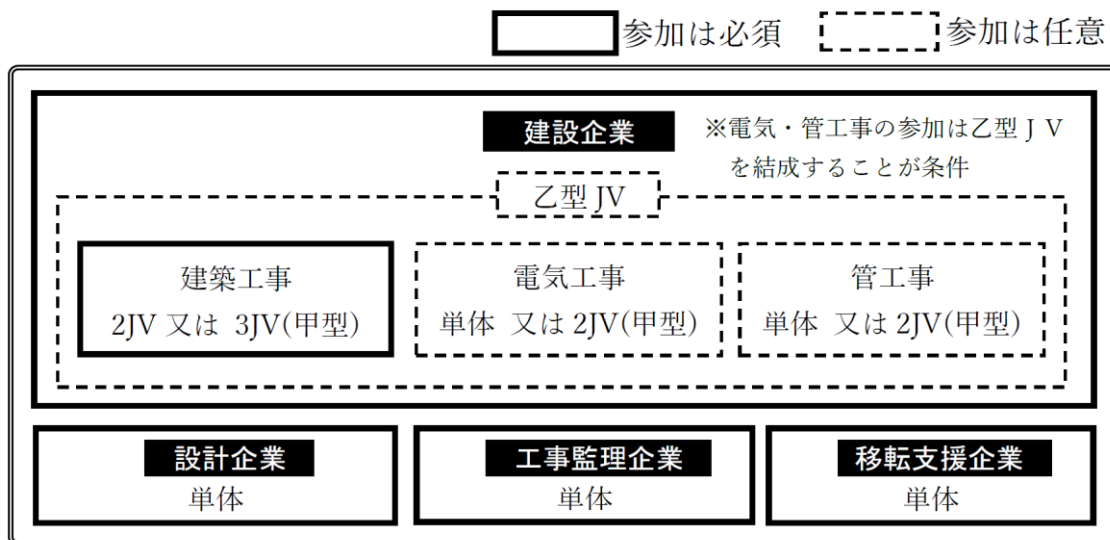 参加は必須 参加は任意
建設企業
※電気・管工事の参加は乙型ＪＶ
を結成することが条件
乙型 JV
建築工事
2JV 又は 3JV(甲型)
電気工事
単体 又は 2JV(甲型)
管工事
単体 又は 2JV(甲型)
設計企業
単体
工事監理企業
単体
移転支援企業
単体